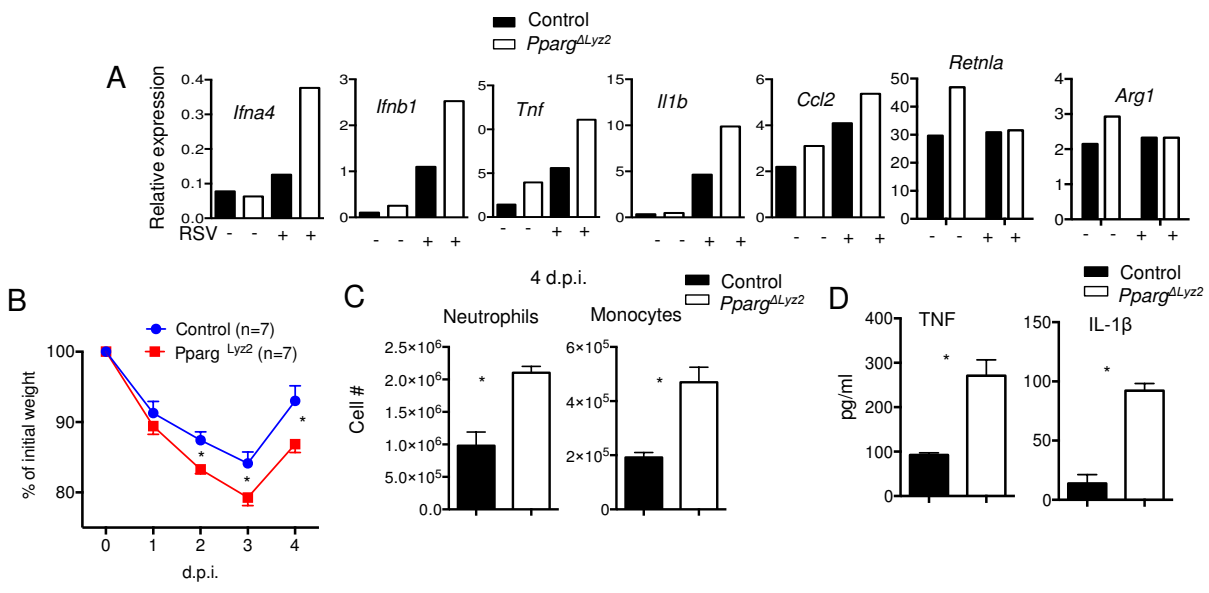 Control
Pparg^ΔLyz2
A
Relative expression
Ifna4
0.4
0.3
0.2
0.1
0.0
RSV - - + +
Ifnb1
3
2
1
0
- - + +
Tnf
5
0
5
0
- - + +
Il1b
15
10
5
0
- - + +
Ccl2
6
4
2
0
- - + +
Retnla
50
40
30
20
10
0
- - + +
Arg1
4
3
2
1
0
- - + +
4 d.p.i.
B
Control (n=7)
Pparg ^Lyz2 (n=7)
% of initial weight
100
90
80
0 1 2 3 4
d.p.i.
* * *
C
Control
Pparg^ΔLyz2
Neutrophils
Cell #
2.5×10^6
2.0×10^6
1.5×10^6
1.0×10^6
5.0×10^5
0.0
*
Monocytes
6×10^5
4×10^5
2×10^5
0
*
D
Control
Pparg^ΔLyz2
TNF
pg/ml
400
300
200
100
0
*
IL-1β
150
100
50
0
*